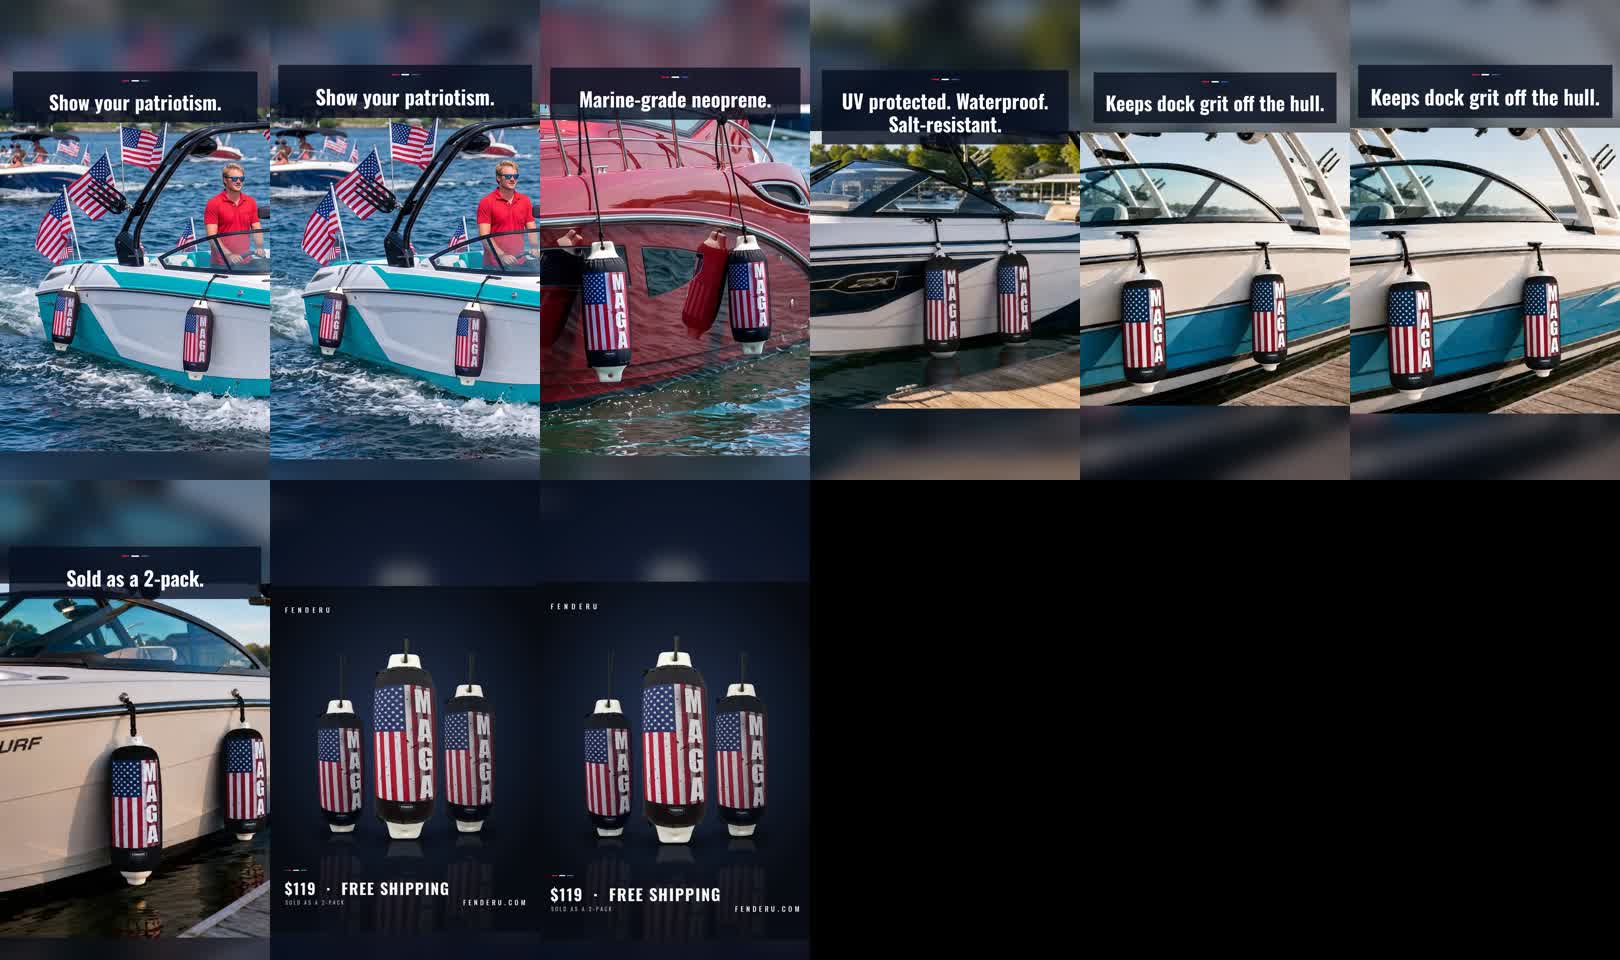 Show your patriotism.
MAGA
MAGA
Show your patriotism.
MAGA
MAGA
Marine-grade neoprene.
MAGA
MAGA
UV protected. Waterproof.
Salt-resistant.
MAGA
MAGA
Keeps dock grit off the hull.
MAGA
MAGA
Keeps dock grit off the hull.
MAGA
MAGA
Sold as a 2-pack.
URF
MAGA
MAGA
FENDERU
MAGA
MAGA
MAGA
$119 · FREE SHIPPING
SOLD AS A 2-PACK
FENDERU.COM
FENDERU
MAGA
MAGA
MAGA
$119 · FREE SHIPPING
SOLD AS A 2-PACK
FENDERU.COM